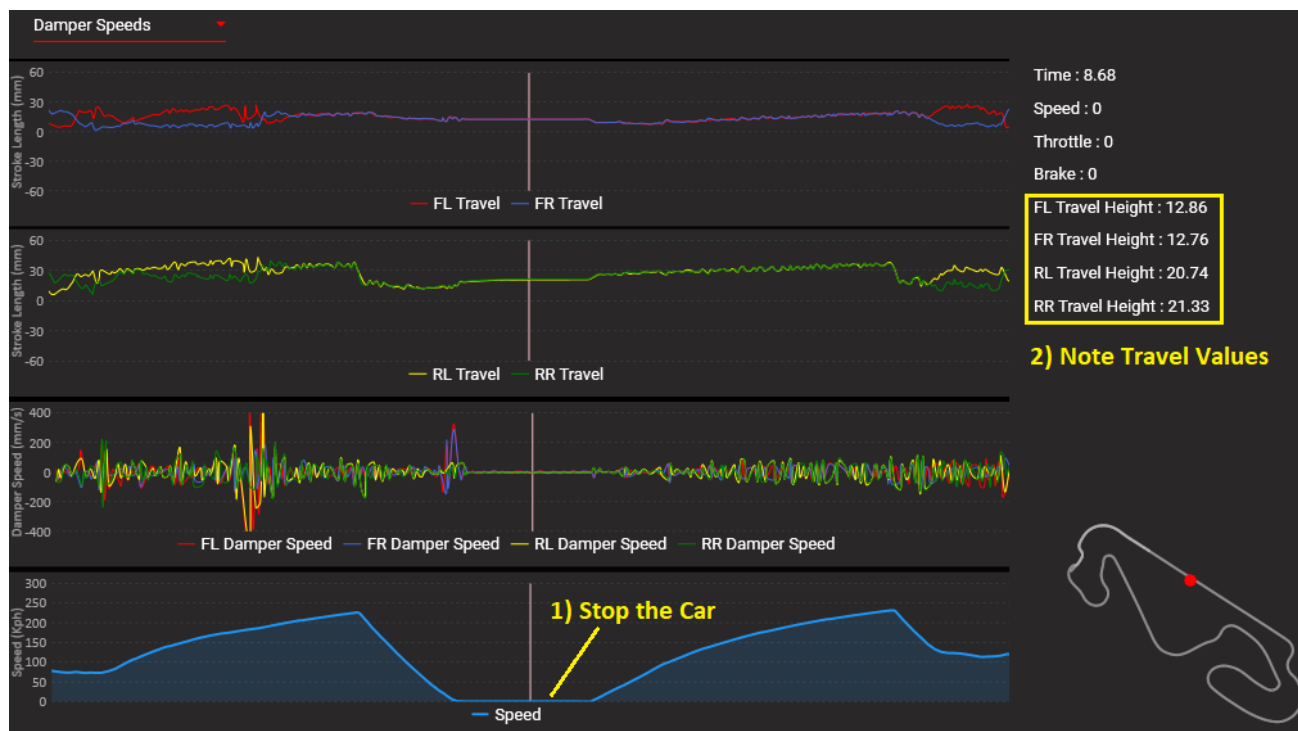 Damper Speeds
Stroke Length (mm)
60
30
0
-30
-60
FL Travel FR Travel
Stroke Length (mm)
60
30
0
-30
-60
RL Travel RR Travel
Damper Speed (mm/s)
400
200
0
-200
-400
FL Damper Speed FR Damper Speed RL Damper Speed RR Damper Speed
Speed (Kph)
300
250
200
150
100
50
0
1) Stop the Car
Speed
Time : 8.68
Speed : 0
Throttle : 0
Brake : 0
FL Travel Height : 12.86
FR Travel Height : 12.76
RL Travel Height : 20.74
RR Travel Height : 21.33
2) Note Travel Values